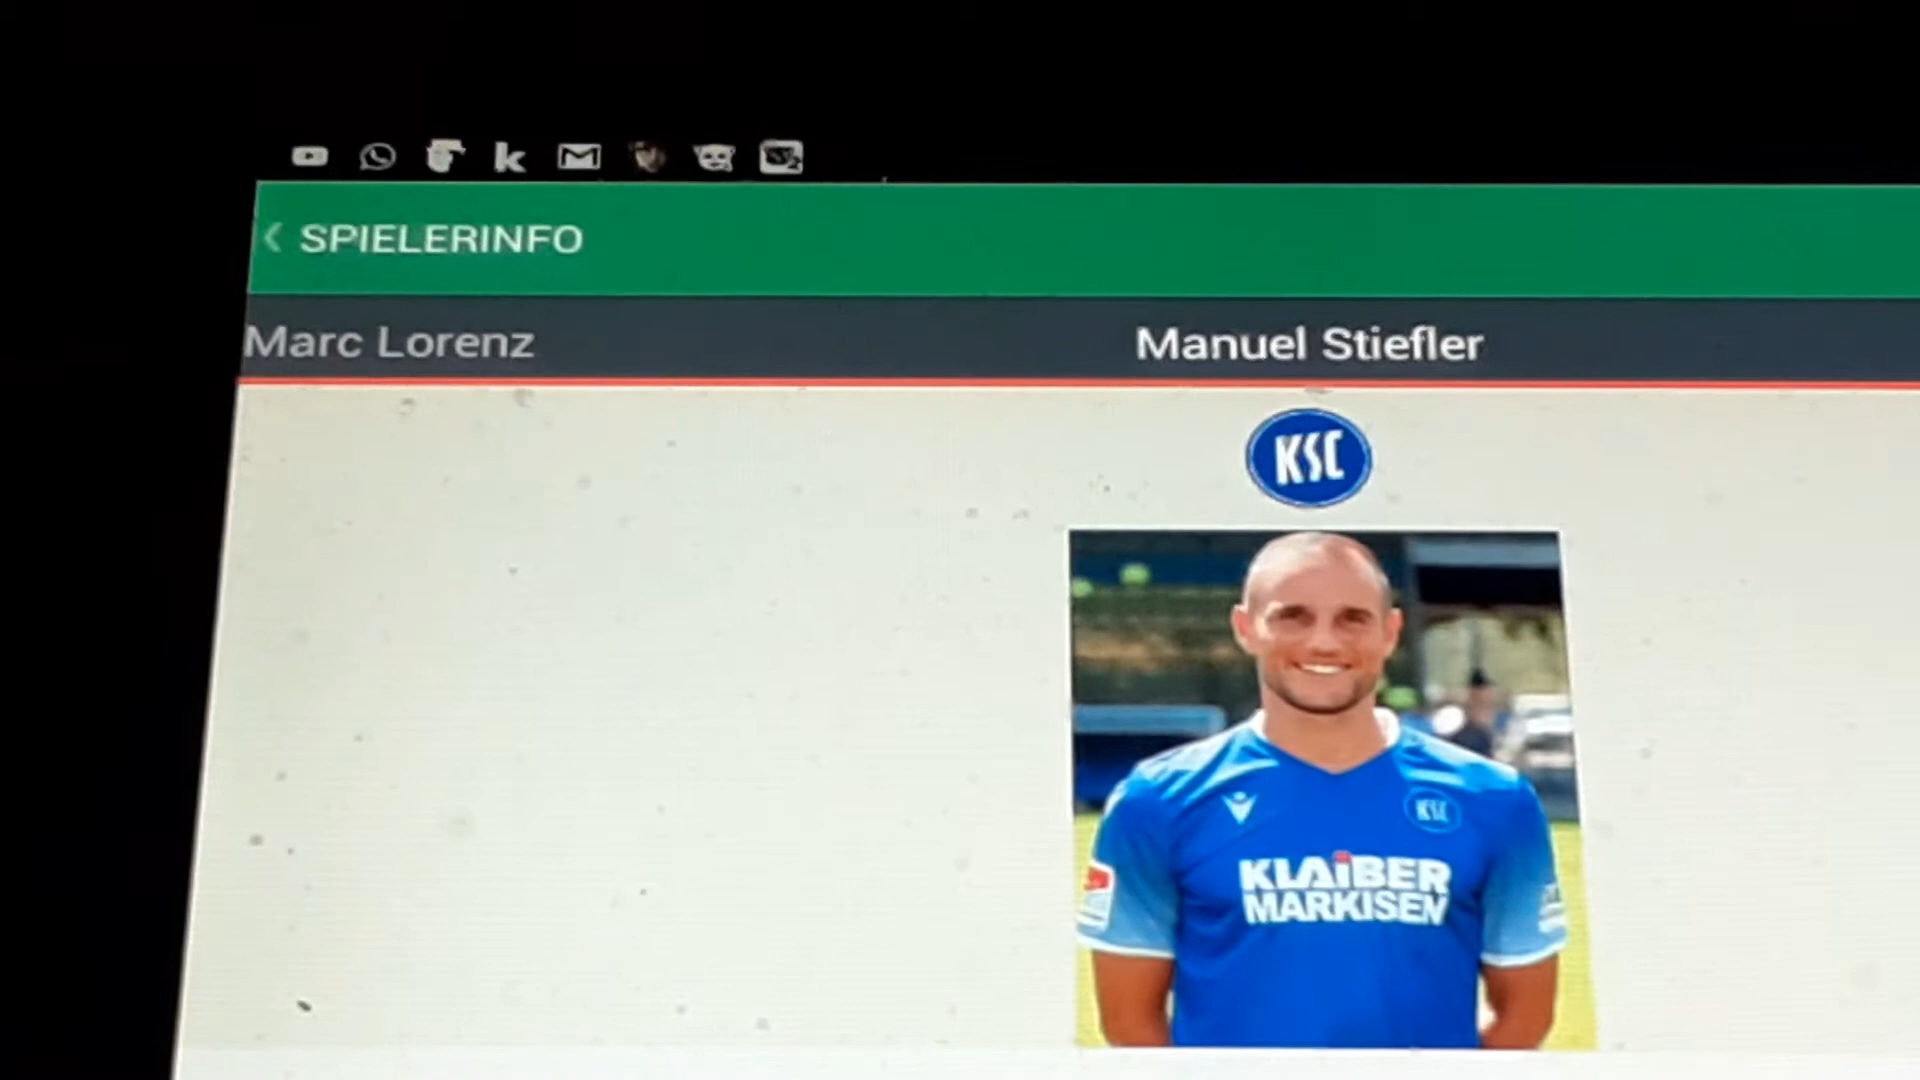 SPIELERINFO
Marc Lorenz
Manuel Stiefler
KSC
KSC
KLAiBER
MARKISEN